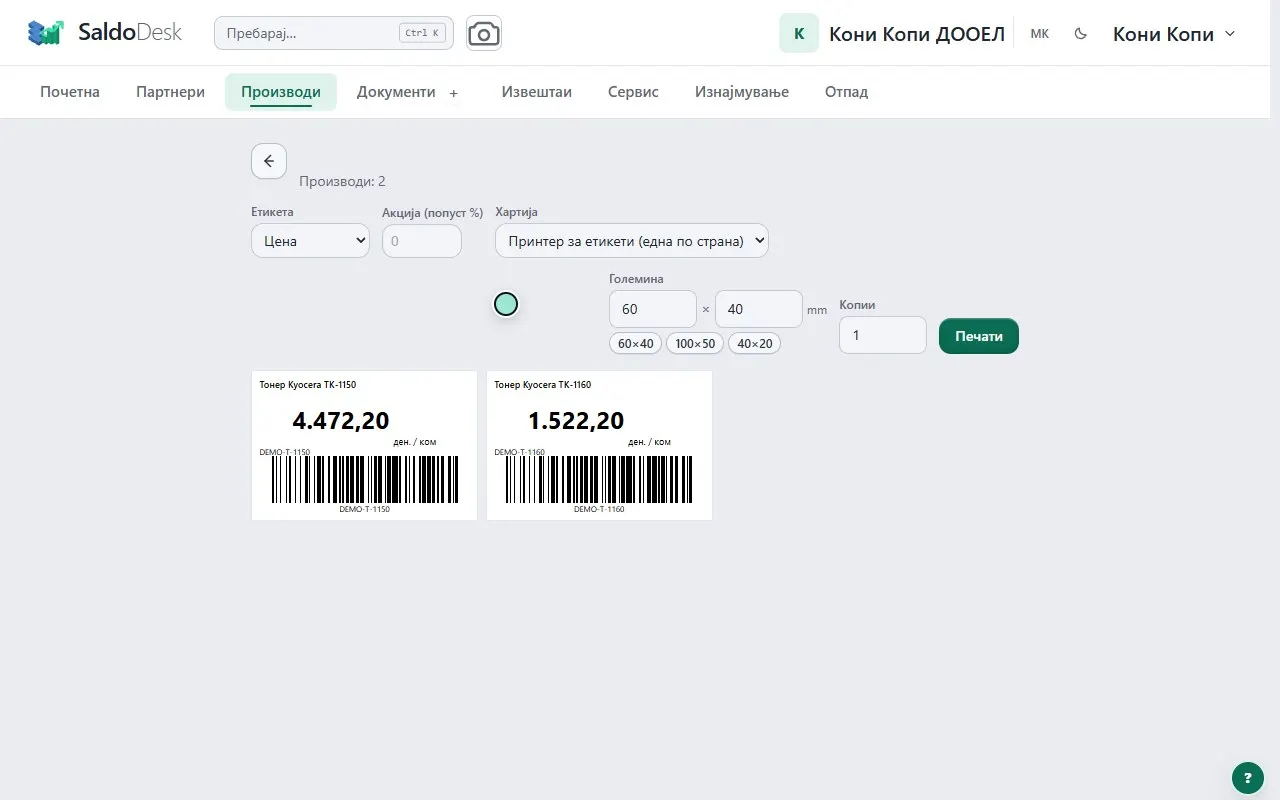 SaldoDesk
Пребарај...
Ctrl K
K
Кони Копи ДООЕЛ
МК
Кони Копи
Почетна
Партнери
Производи
Документи +
Извештаи
Сервис
Изнајмување
Отпад
Производи: 2
Етикета
Акција (попуст %)
Хартија
Цена
0
Принтер за етикети (една по страна)
Големина
60 × 40 mm
60×40
100×50
40×20
Копии
1
Печати
Тонер Kyocera TK-1150
4.472,20
ден. / ком
DEMO-T-1150
DEMO-T-1150
Тонер Kyocera TK-1160
1.522,20
ден. / ком
DEMO-T-1160
DEMO-T-1160
?